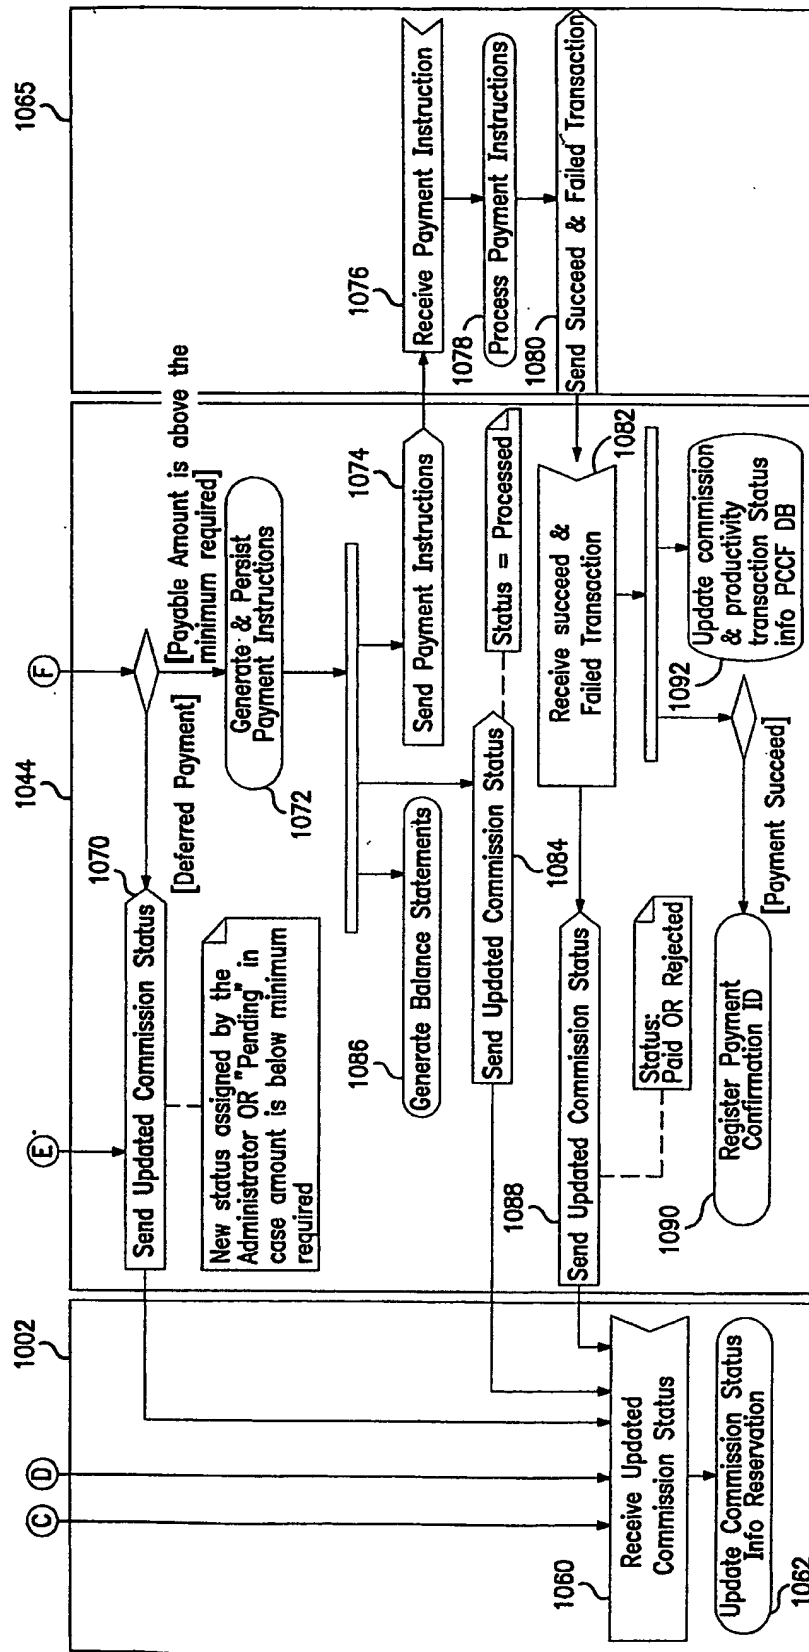 1002
1044
1065
C
D
E
F
1070
Send Updated Commission Status
[Deferred Payment]
[Payable Amount is above the
minimum required]
New status assigned by the
Administrator OR "Pending" in
case amount is below minimum
required
Generate & Persist
Payment Instructions
1072
1086
Generate Balance Statements
Send Updated Commission Status
1084
Send Payment Instructions
1074
Status = Processed
1076
Receive Payment Instruction
1078
Process Payment Instructions
1080
Send Succeed & Failed Transaction
1082
Receive succeed &
Failed Transaction
1088
Send Updated Commission Status
Status:
Paid OR Rejected
1060
Receive Updated
Commission Status
Update Commission Status
Info Reservation
1062
1090
Register Payment
Confirmation ID
[Payment Succeed]
1092
Update commission
& productivity
transaction Status
info PCCF DB